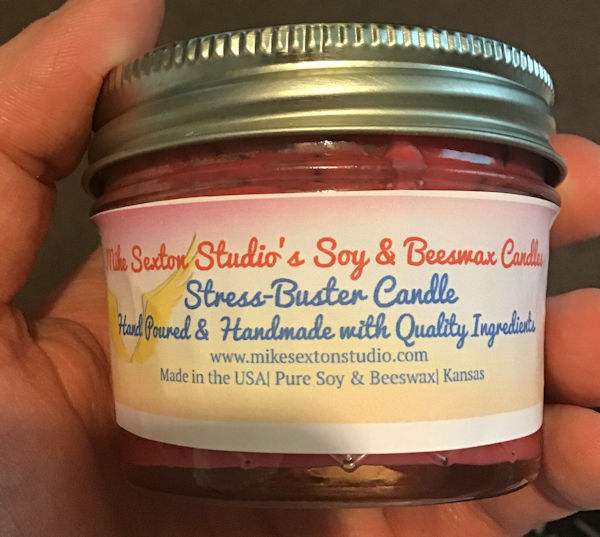 Mike Sexton Studio's Soy & Beeswax Candles
Stress-Buster Candle
Hand Poured & Handmade with Quality Ingredients
www.mikesextonstudio.com
Made in the USA| Pure Soy & Beeswax| Kansas